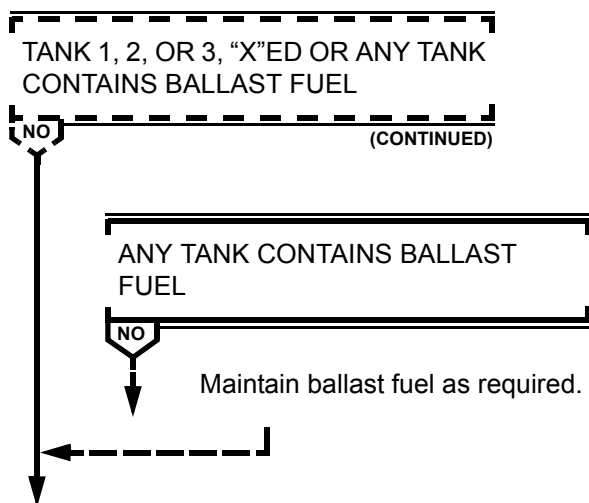 TANK 1, 2, OR 3, “X”ED OR ANY TANK
CONTAINS BALLAST FUEL
NO
(CONTINUED)
ANY TANK CONTAINS BALLAST
FUEL
NO
Maintain ballast fuel as required.